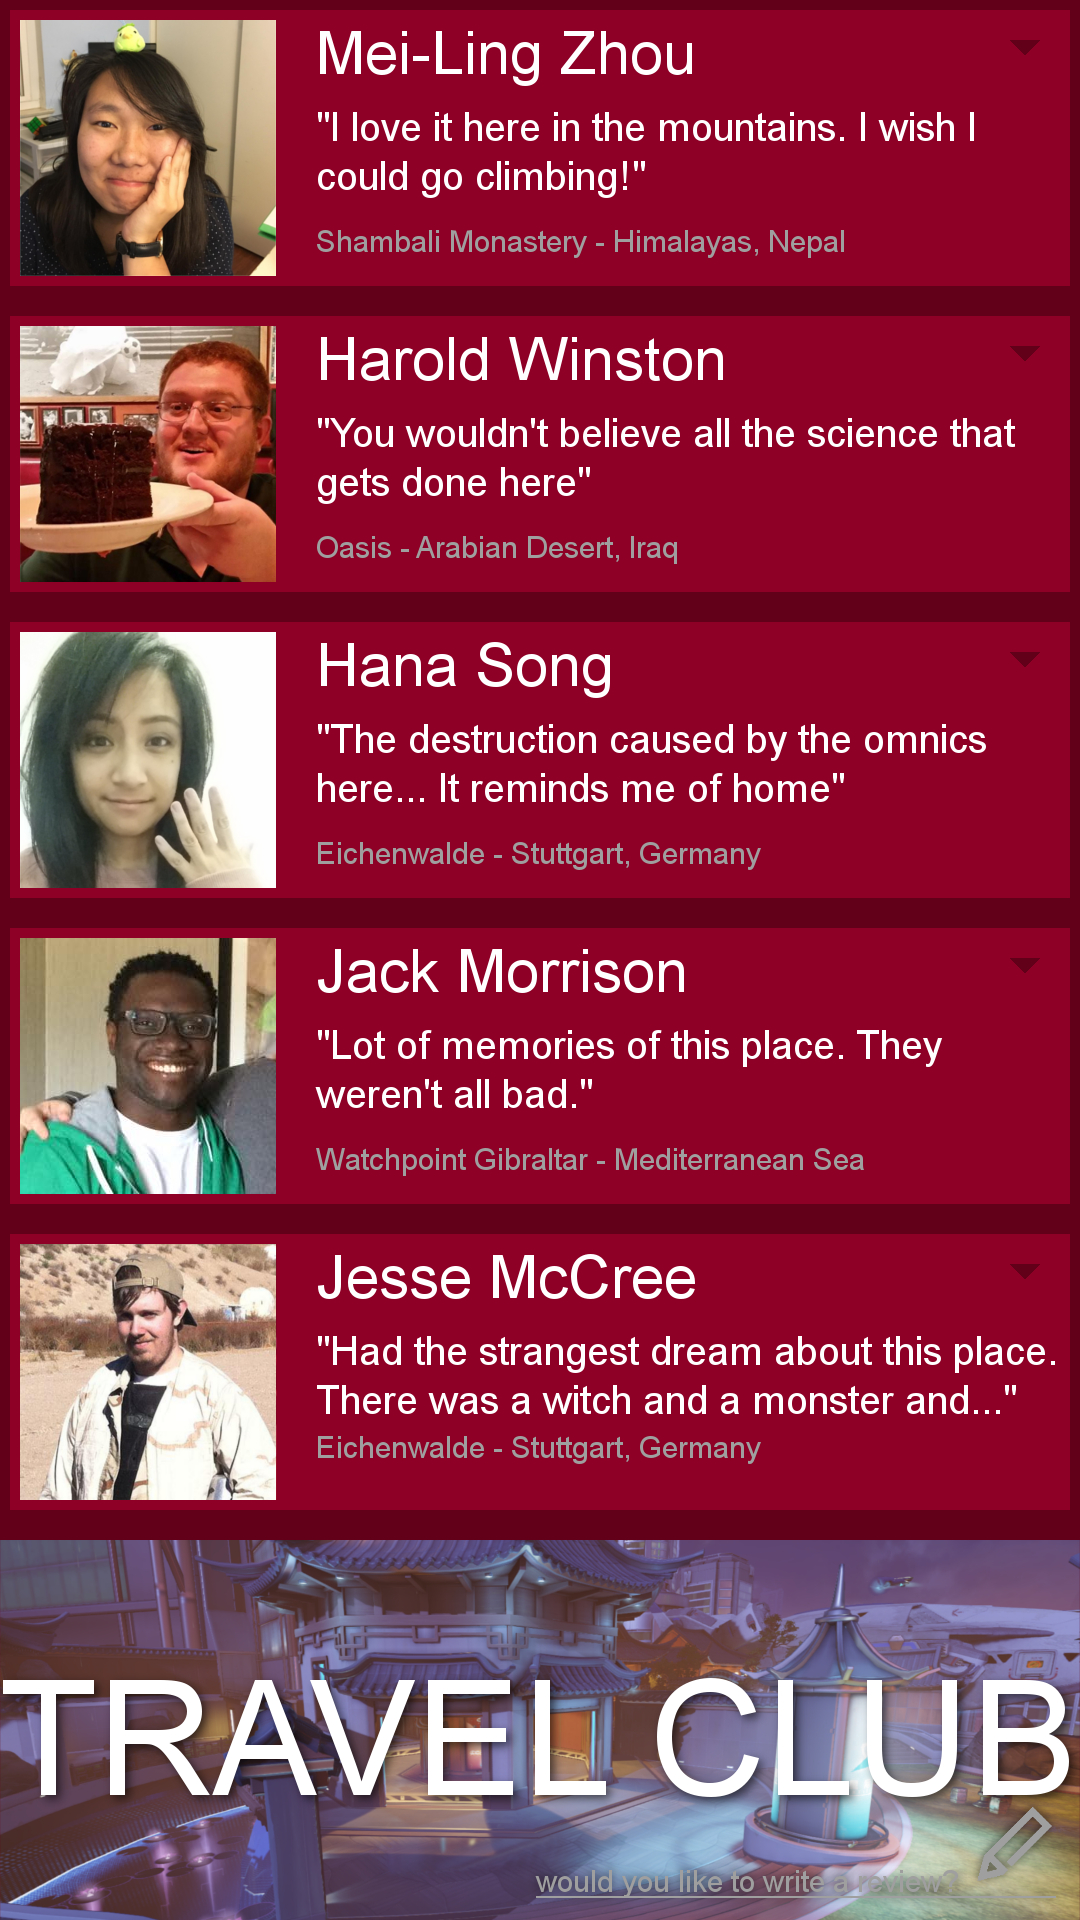 Mei-Ling Zhou
"I love it here in the mountains. I wish I
could go climbing!"
Shambali Monastery - Himalayas, Nepal
Harold Winston
"You wouldn't believe all the science that
gets done here"
Oasis - Arabian Desert, Iraq
Hana Song
"The destruction caused by the omnics
here... It reminds me of home"
Eichenwalde - Stuttgart, Germany
Jack Morrison
"Lot of memories of this place. They
weren't all bad."
Watchpoint Gibraltar - Mediterranean Sea
Jesse McCree
"Had the strangest dream about this place.
There was a witch and a monster and..."
Eichenwalde - Stuttgart, Germany
TRAVEL CLUB
would you like to write a review?